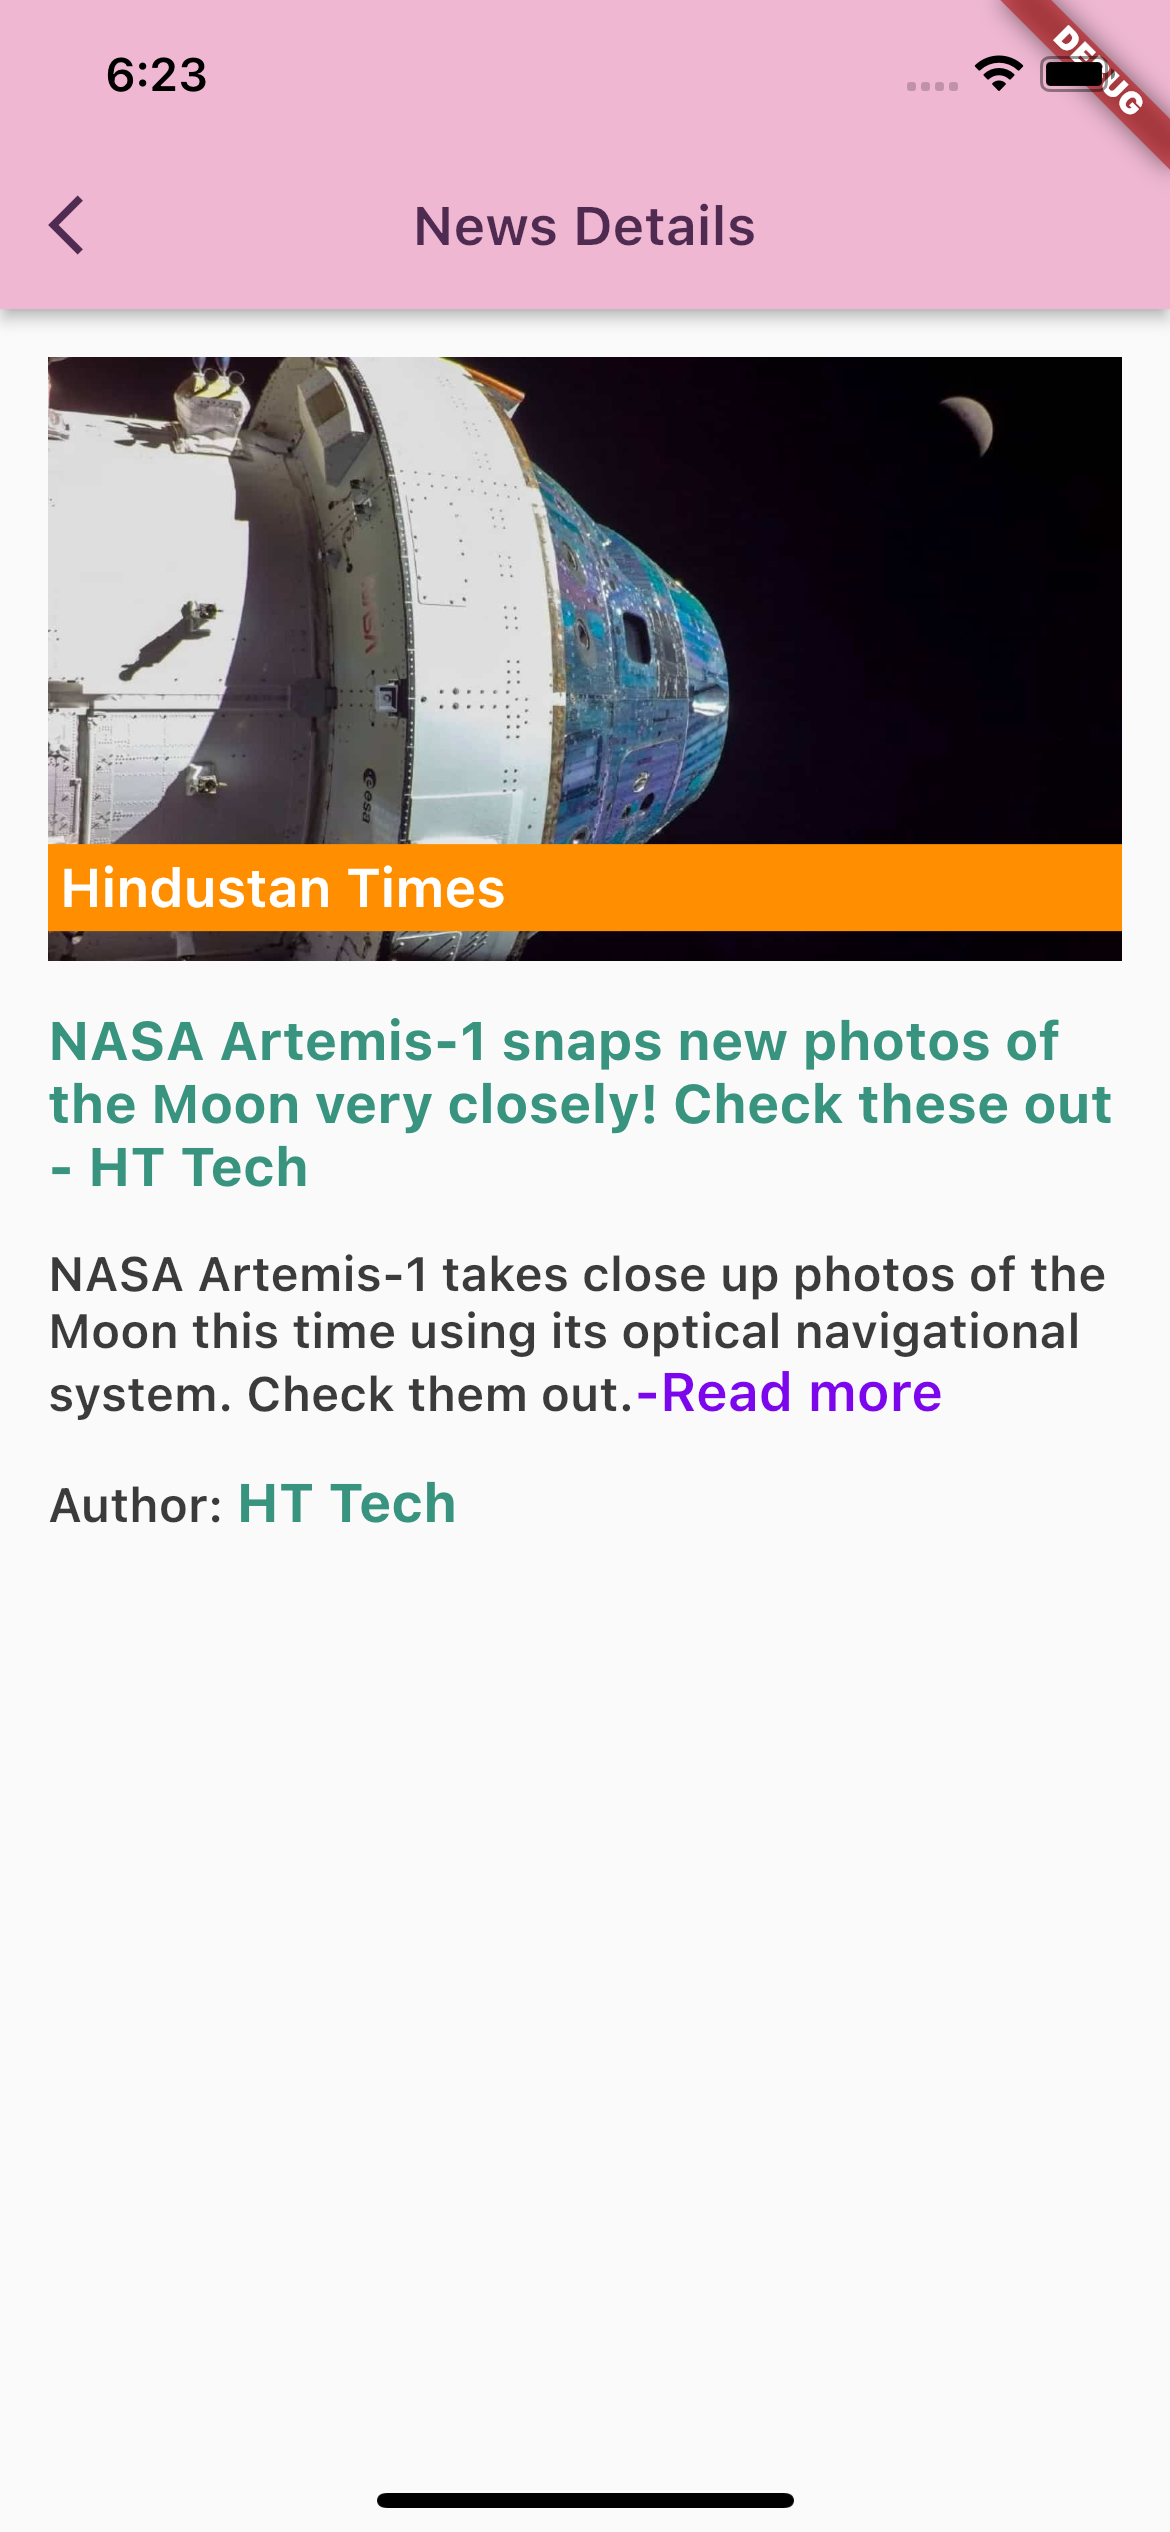 6:23
DEBUG
News Details
NASA
esa
Hindustan Times
NASA Artemis-1 snaps new photos of
the Moon very closely! Check these out
- HT Tech
NASA Artemis-1 takes close up photos of the
Moon this time using its optical navigational
system. Check them out.-Read more
Author: HT Tech